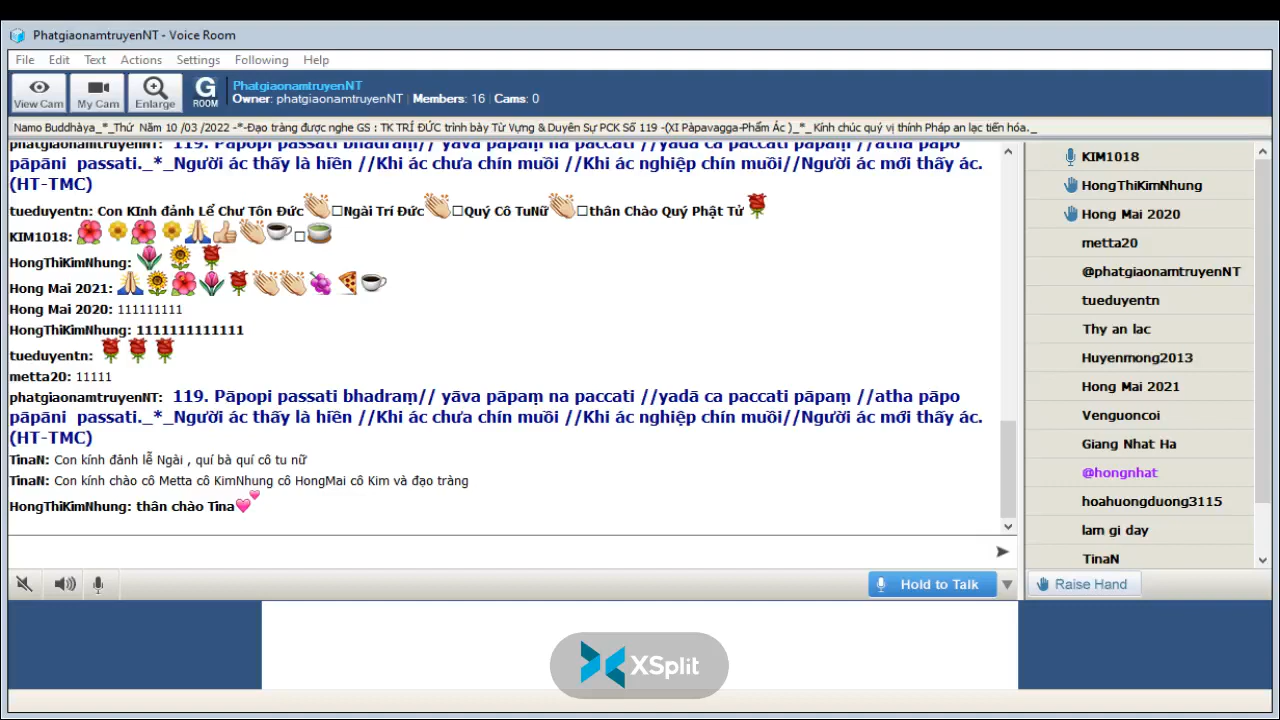 PhatgiaonamtruyenNT - Voice Room
File Edit Text Actions Settings Following Help
View Cam My Cam Enlarge G ROOM
PhatgiaonamtruyenNT
Owner: phatgiaonamtruyenNT | Members: 16 | Cams: 0
Namo Buddhàya_*_Thứ Năm 10 /03 /2022 -*-Đạo tràng được nghe GS : TK TRÍ ĐỨC trình bày Từ Vựng & Duyên Sự PCK Số 119 -(XI Pàpavagga-Phẩm Ác )_*_ Kính chúc quý vị thính Pháp an lạc tiến hóa._
phatgiaonamtruyenNT: 119. Pāpopi passati bhadraṃ// yāva pāpaṃ na paccati //yadā ca paccati pāpaṃ //atha pāpo
pāpāni passati._*_Người ác thấy là hiền //Khi ác chưa chín muồi //Khi ác nghiệp chín muồi//Người ác mới thấy ác.
(HT-TMC)
tueduyentn: Con KInh đảnh Lể Chư Tôn Đức👏□Ngài Trí Đức👏□Quý Cô TuNữ👏□thân Chào Quý Phật Tử🌹
KIM1018: 🌺🌼🌺🌼🙏👍👏☕□🍵
HongThiKimNhung: 🌷🌻🌹
Hong Mai 2021: 🙏🌻🌺🌷🌹👏👏🍇🍕☕
Hong Mai 2020: 111111111
HongThiKimNhung: 1111111111111
tueduyentn: 🌹🌹🌹
metta20: 11111
phatgiaonamtruyenNT: 119. Pāpopi passati bhadraṃ// yāva pāpaṃ na paccati //yadā ca paccati pāpaṃ //atha pāpo
pāpāni passati._*_Người ác thấy là hiền //Khi ác chưa chín muồi //Khi ác nghiệp chín muồi//Người ác mới thấy ác.
(HT-TMC)
TinaN: Con kính đảnh lễ Ngài , quí bà quí cô tu nữ
TinaN: Con kính chào cô Metta cô KimNhung cô HongMai cô Kim và đạo tràng
HongThiKimNhung: thân chào Tina💕
KIM1018
HongThiKimNhung
Hong Mai 2020
metta20
@phatgiaonamtruyenNT
tueduyentn
Thy an lac
Huyenmong2013
Hong Mai 2021
Venguoncoi
Giang Nhat Ha
@hongnhat
hoahuongduong3115
lam gi day
TinaN
Hold to Talk
Raise Hand
XSplit